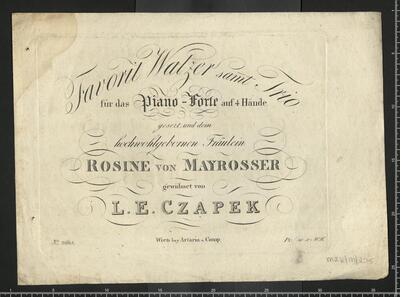 Favorit Walzer samt Trio
für das Piano-Forte auf 4 Hände
gesezt und dem
hochwohlgebornen Fräulein
ROSINE VON MAYROSSER
gewidmet von
L. E. CZAPEK
Wien bey Artaria u. Comp.